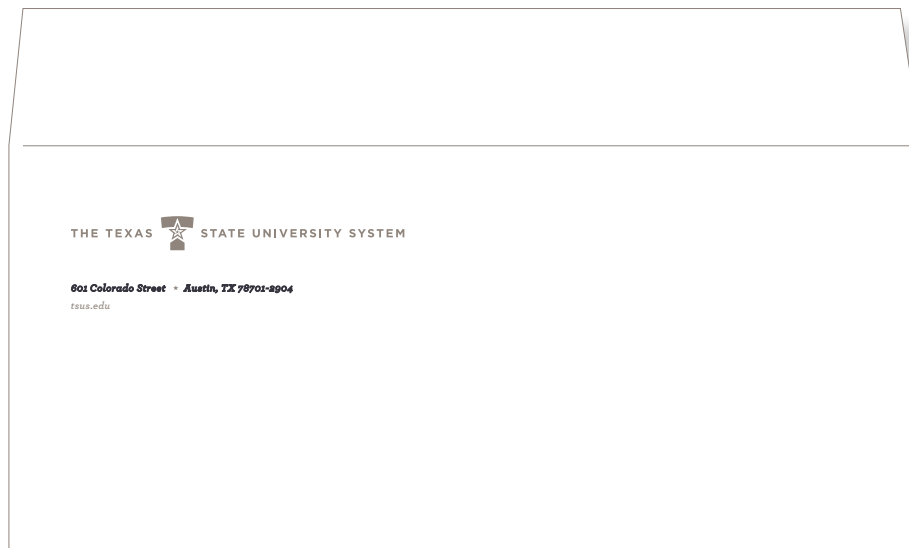 THE TEXAS STATE UNIVERSITY SYSTEM
601 Colorado Street ★ Austin, TX 78701-2904
tsus.edu